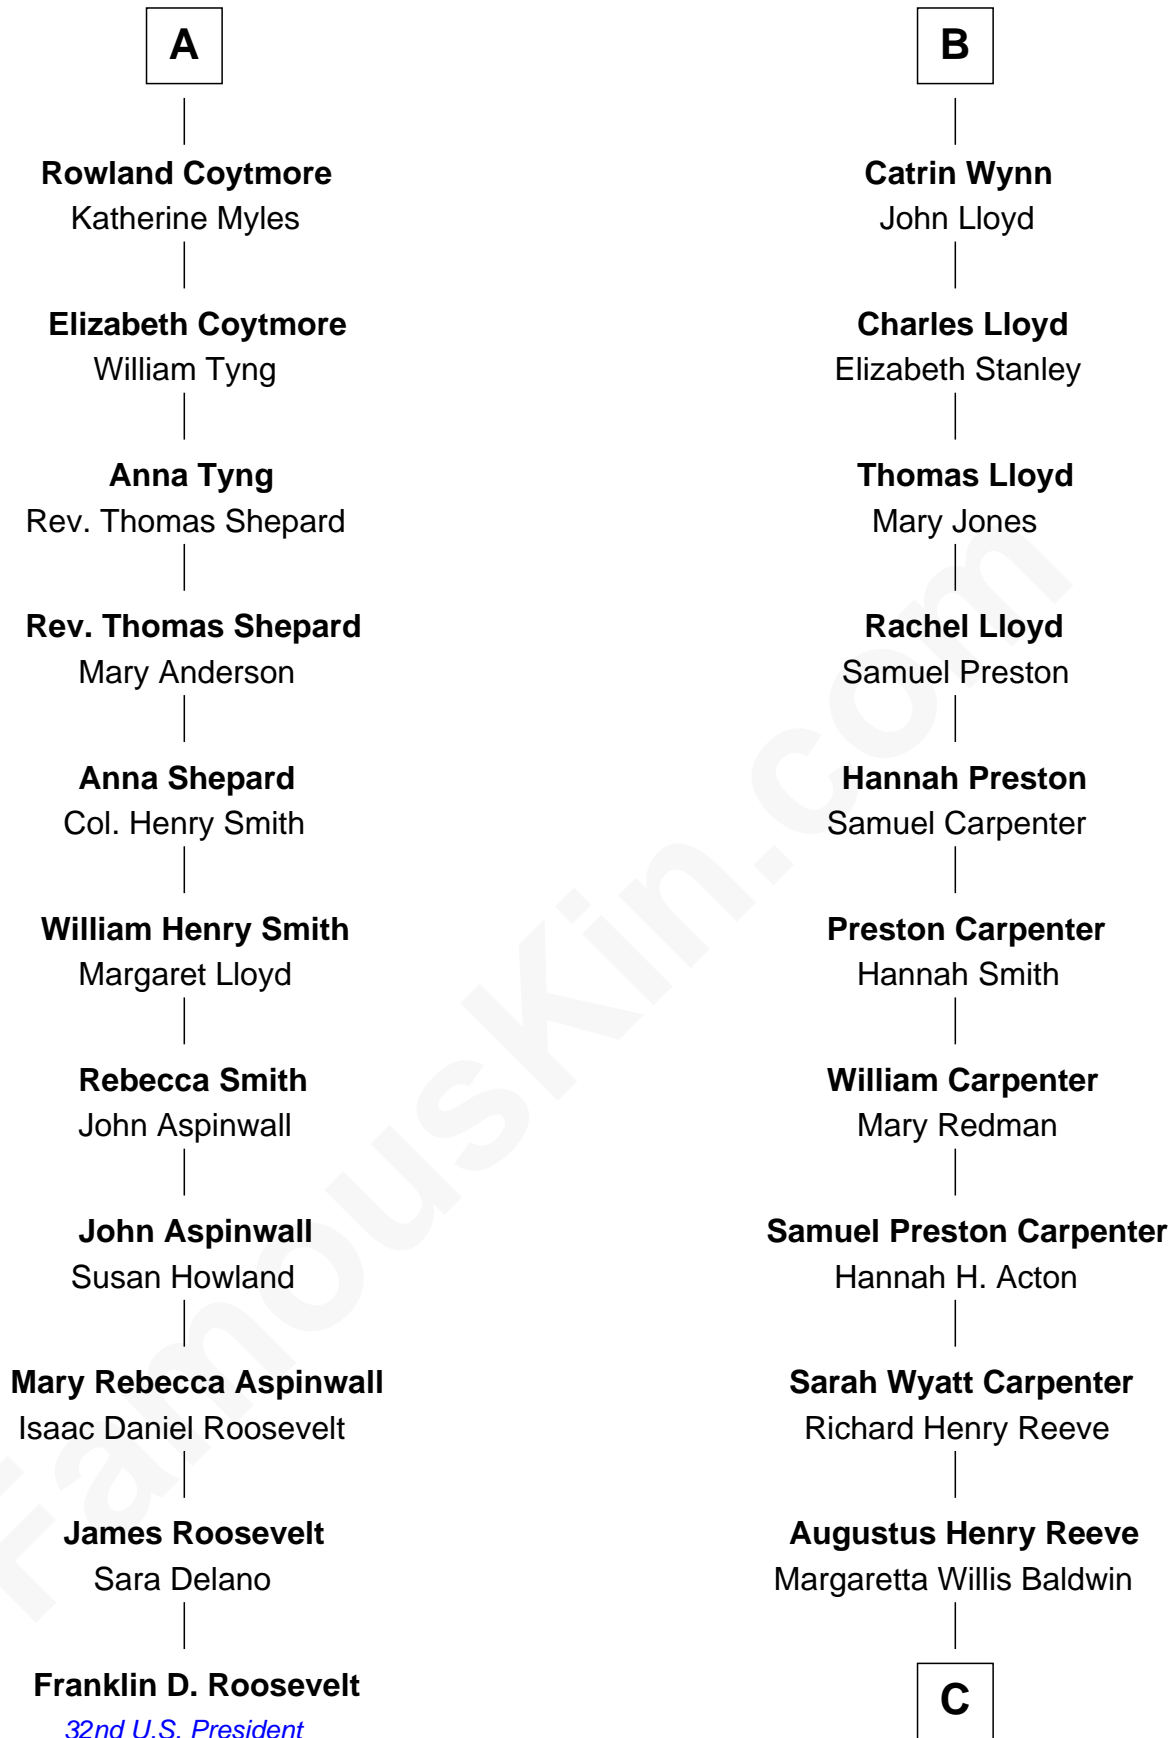 A
Rowland Coytmore
Katherine Myles
Elizabeth Coytmore
William Tyng
Anna Tyng
Rev. Thomas Shepard
Rev. Thomas Shepard
Mary Anderson
Anna Shepard
Col. Henry Smith
William Henry Smith
Margaret Lloyd
Rebecca Smith
John Aspinwall
John Aspinwall
Susan Howland
Mary Rebecca Aspinwall
Isaac Daniel Roosevelt
James Roosevelt
Sara Delano
Franklin D. Roosevelt
32nd U.S. President
B
Catrin Wynn
John Lloyd
Charles Lloyd
Elizabeth Stanley
Thomas Lloyd
Mary Jones
Rachel Lloyd
Samuel Preston
Hannah Preston
Samuel Carpenter
Preston Carpenter
Hannah Smith
William Carpenter
Mary Redman
Samuel Preston Carpenter
Hannah H. Acton
Sarah Wyatt Carpenter
Richard Henry Reeve
Augustus Henry Reeve
Margaretta Willis Baldwin
C
FamousKin.com